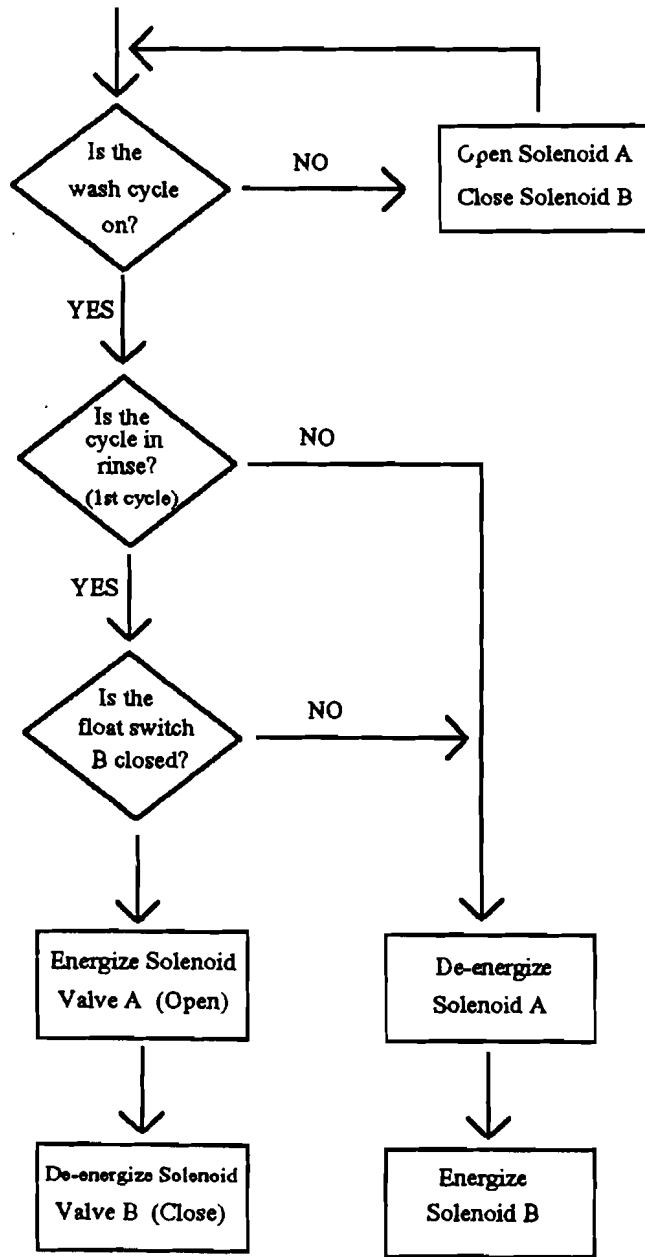 Is the
wash cycle
on?
NO
Open Solenoid A
Close Solenoid B
YES
Is the
cycle in
rinse?
(1st cycle)
NO
YES
Is the
float switch
B closed?
NO
Energize Solenoid
Valve A (Open)
De-energize
Solenoid A
De-energize Solenoid
Valve B (Close)
Energize
Solenoid B